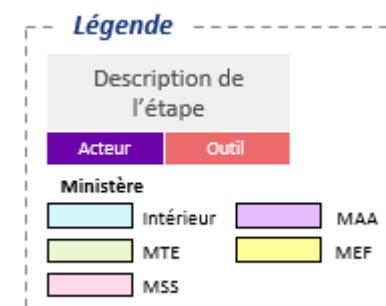 Légende
Description de
l'étape
Acteur Outil
Ministère
Intérieur MAA
MTE MEF
MSS